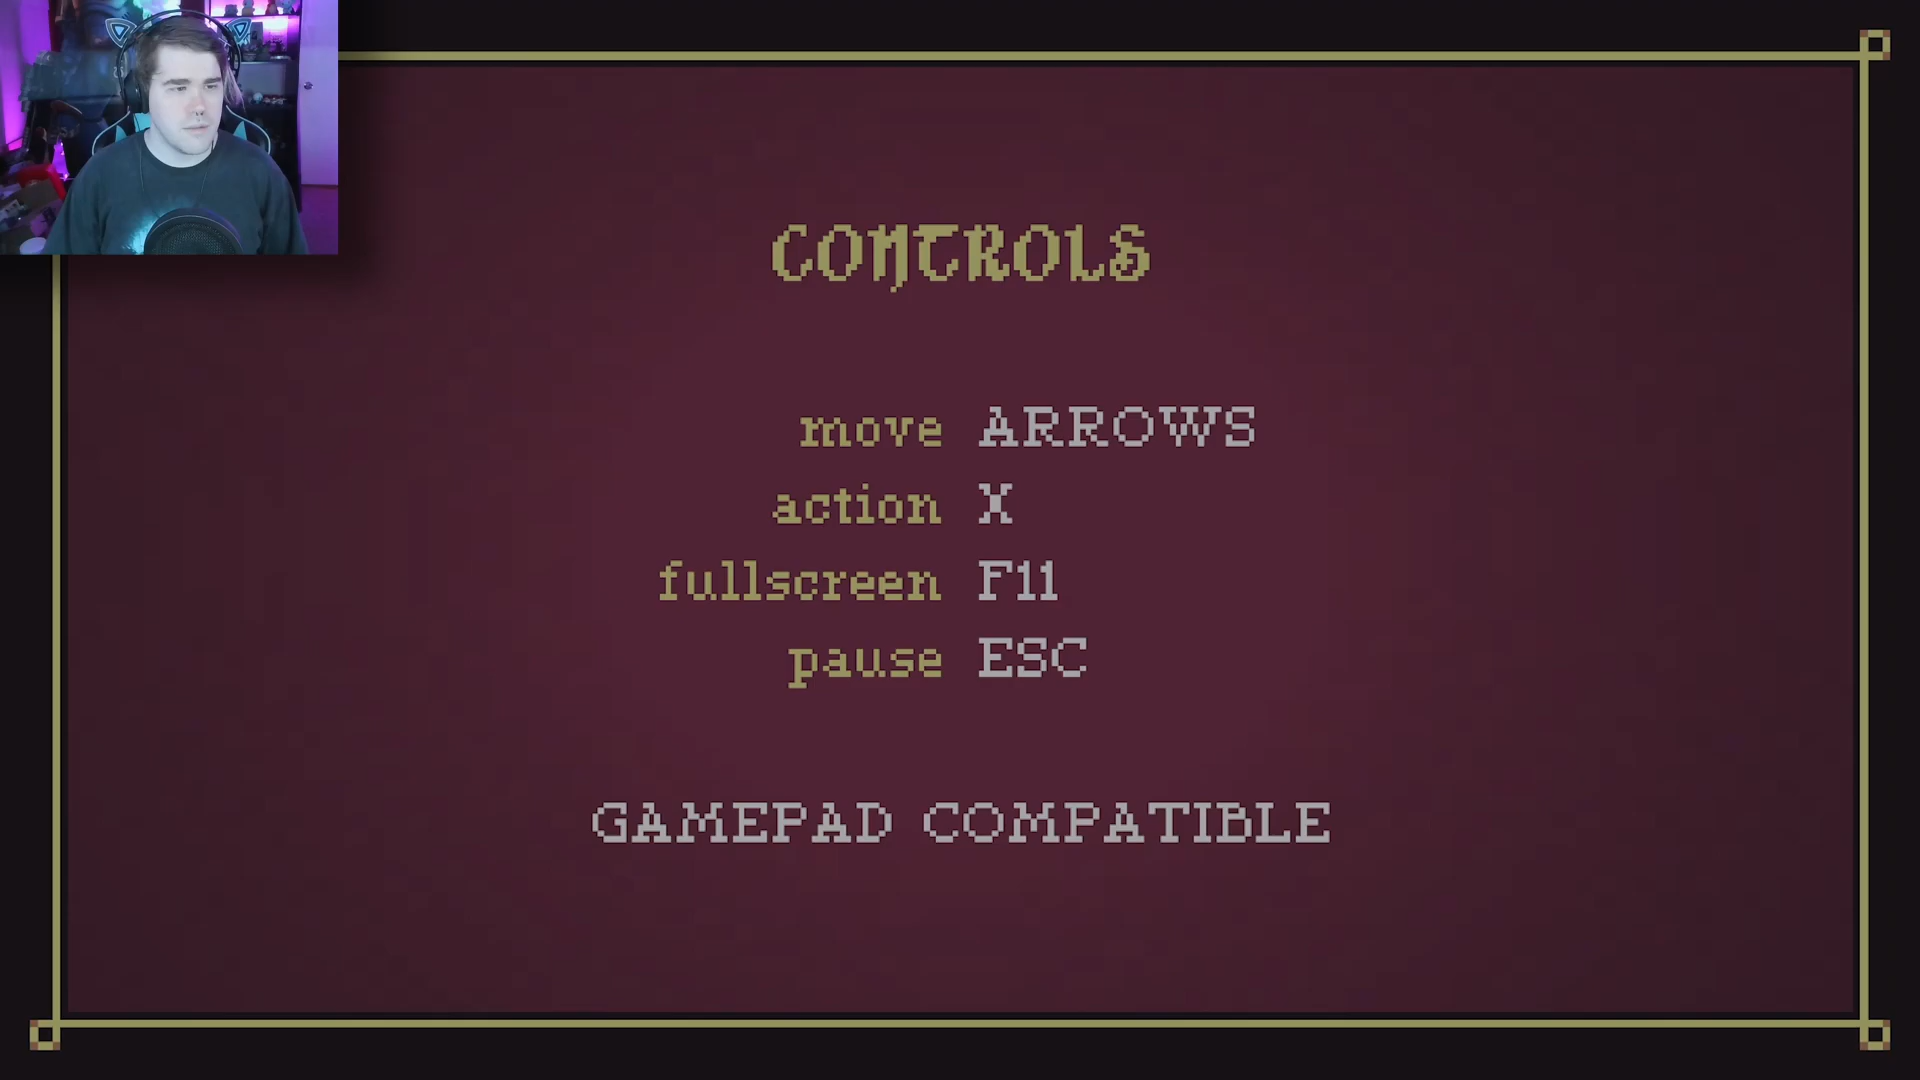 CONTROLS
move ARROWS
action X
fullscreen F11
pause ESC
GAMEPAD COMPATIBLE